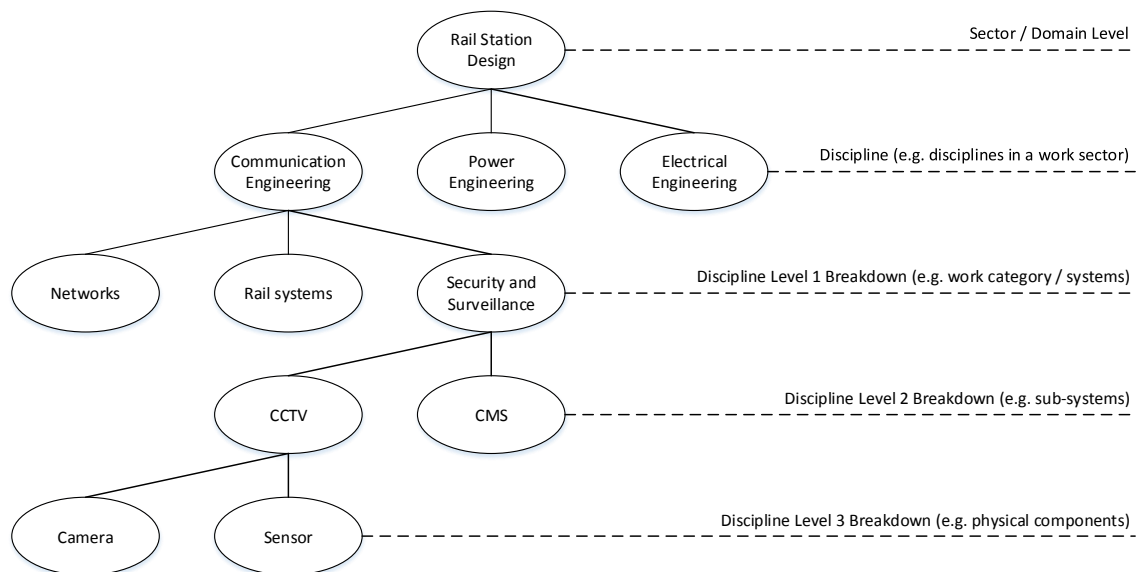 Rail Station
Design
Sector / Domain Level
Communication
Engineering
Power
Engineering
Electrical
Engineering
Discipline (e.g. disciplines in a work sector)
Networks
Rail systems
Security and
Surveillance
Discipline Level 1 Breakdown (e.g. work category / systems)
CCTV
CMS
Discipline Level 2 Breakdown (e.g. sub-systems)
Camera
Sensor
Discipline Level 3 Breakdown (e.g. physical components)